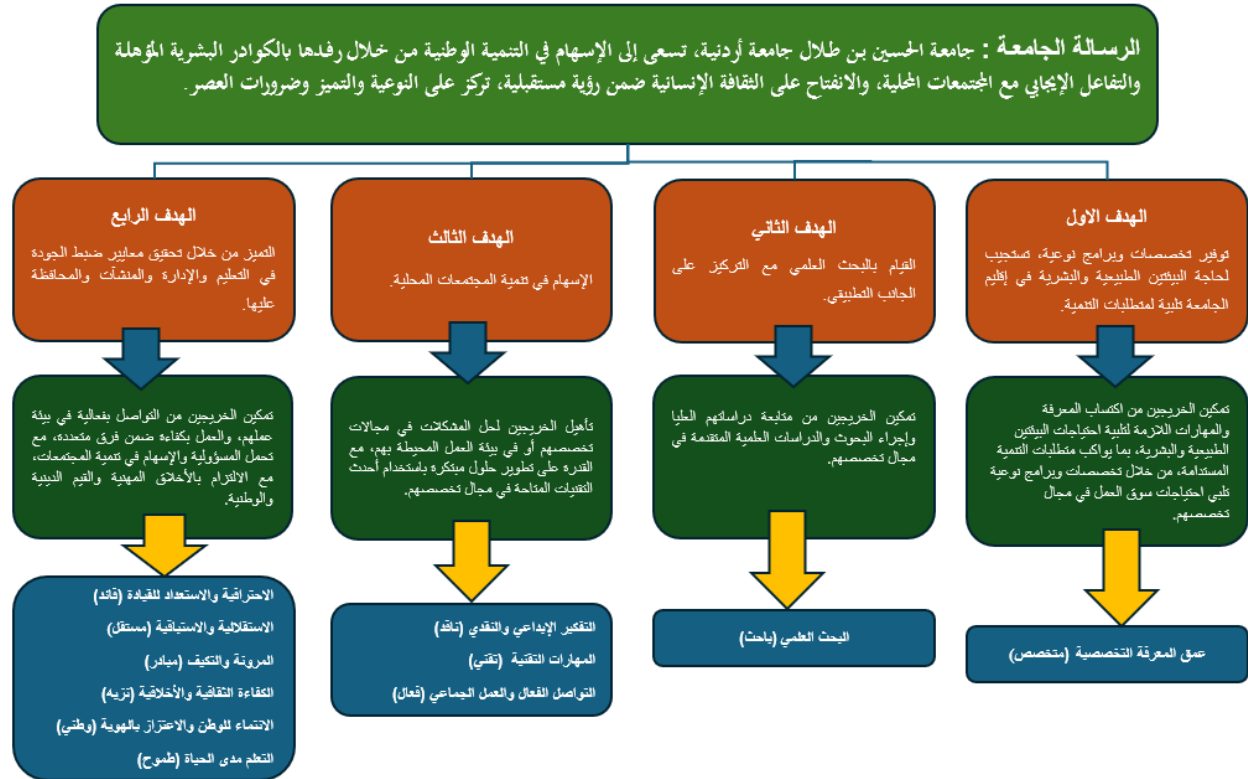 الرسالة الجامعة : جامعة الحسين بن طلال جامعة أردنية، تسعى إلى الإسهام في التنمية الوطنية من خلال رفدها بالكوادر البشرية المؤهلة
والتفاعل الإيجابي مع المجتمعات المحلية، والانفتاح على الثقافة الإنسانية ضمن رؤية مستقبلية، تركز على النوعية والتميز وضرورات العصر.
الهدف الاول
توفير تخصصات وبرامج نوعية، تستجيب
لحاجة البيئتين الطبيعية والبشرية في إقليم
الجامعة تلبية لمتطلبات التنمية.
تمكين الخريجين من اكتساب المعرفة
والمهارات اللازمة لتلبية احتياجات البيئتين
الطبيعية والبشرية، بما يواكب متطلبات التنمية
المستدامة، من خلال تخصصات وبرامج نوعية
تلبي احتياجات سوق العمل في مجال
تخصصهم.
عمق المعرفة التخصصية (متخصص)
الهدف الثاني
القيام بالبحث العلمي مع التركيز على
الجانب التطبيقي.
تمكين الخريجين من متابعة دراساتهم العليا
وإجراء البحوث والدراسات العلمية المتقدمة في
مجال تخصصهم.
البحث العلمي (باحث)
الهدف الثالث
الإسهام في تنمية المجتمعات المحلية.
تأهيل الخريجين لحل المشكلات في مجالات
تخصصهم أو في بيئة العمل المحيطة بهم، مع
القدرة على تطوير حلول مبتكرة باستخدام أحدث
التقنيات المتاحة في مجال تخصصهم.
التفكير الإبداعي والنقدي (ناقد)
المهارات التقنية (تقني)
التواصل الفعال والعمل الجماعي (فعال)
الهدف الرابع
التميز من خلال تحقيق معايير ضبط الجودة
في التعليم والإدارة والمنشآت والمحافظة
عليها.
تمكين الخريجين من التواصل بفعالية في بيئة
عملهم، والعمل بكفاءة ضمن فرق متعددة، مع
تحمل المسؤولية والإسهام في تنمية المجتمعات،
مع الالتزام بالأخلاق المهنية والقيم الدينية
والوطنية.
الاحترافية والاستعداد للقيادة (قائد)
الاستقلالية والاستباقية (مستقل)
المرونة والتكيف (مبادر)
الكفاءة الثقافية والأخلاقية (نزيه)
الانتماء للوطن والاعتزاز بالهوية (وطني)
التعلم مدى الحياة (طموح)